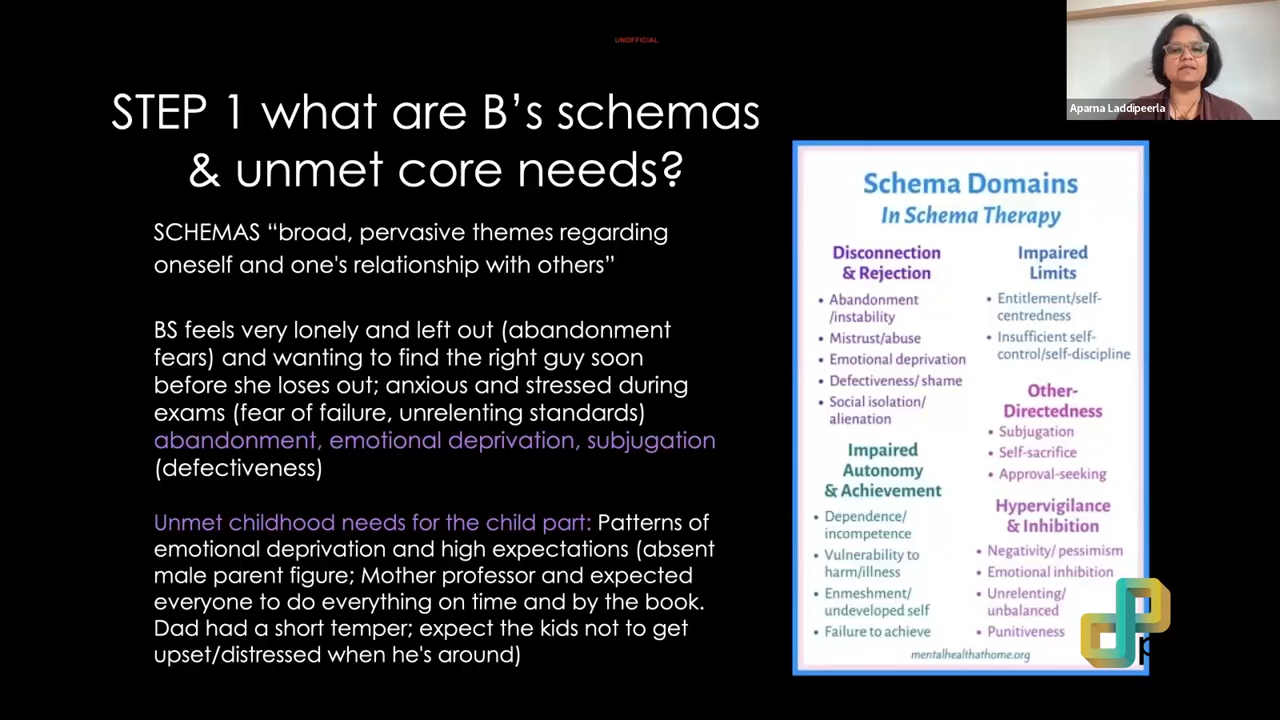 UNOFFICIAL
Aparna Laddipeerla
STEP 1 what are B’s schemas
& unmet core needs?
SCHEMAS “broad, pervasive themes regarding
oneself and one's relationship with others”
BS feels very lonely and left out (abandonment
fears) and wanting to find the right guy soon
before she loses out; anxious and stressed during
exams (fear of failure, unrelenting standards)
abandonment, emotional deprivation, subjugation
(defectiveness)
Unmet childhood needs for the child part: Patterns of
emotional deprivation and high expectations (absent
male parent figure; Mother professor and expected
everyone to do everything on time and by the book.
Dad had a short temper; expect the kids not to get
upset/distressed when he's around)
Schema Domains
In Schema Therapy
Disconnection
& Rejection
• Abandonment
/instability
• Mistrust/abuse
• Emotional deprivation
• Defectiveness/ shame
• Social isolation/
alienation
Impaired
Autonomy
& Achievement
• Dependence/
incompetence
• Vulnerability to
harm/illness
• Enmeshment/
undeveloped self
• Failure to achieve
Impaired
Limits
• Entitlement/self-
centredness
• Insufficient self-
control/self-discipline
Other-
Directedness
• Subjugation
• Self-sacrifice
• Approval-seeking
Hypervigilance
& Inhibition
• Negativity/ pessimism
• Emotional inhibition
• Unrelenting/
unbalanced
• Punitiveness
mentalhealthathome.org